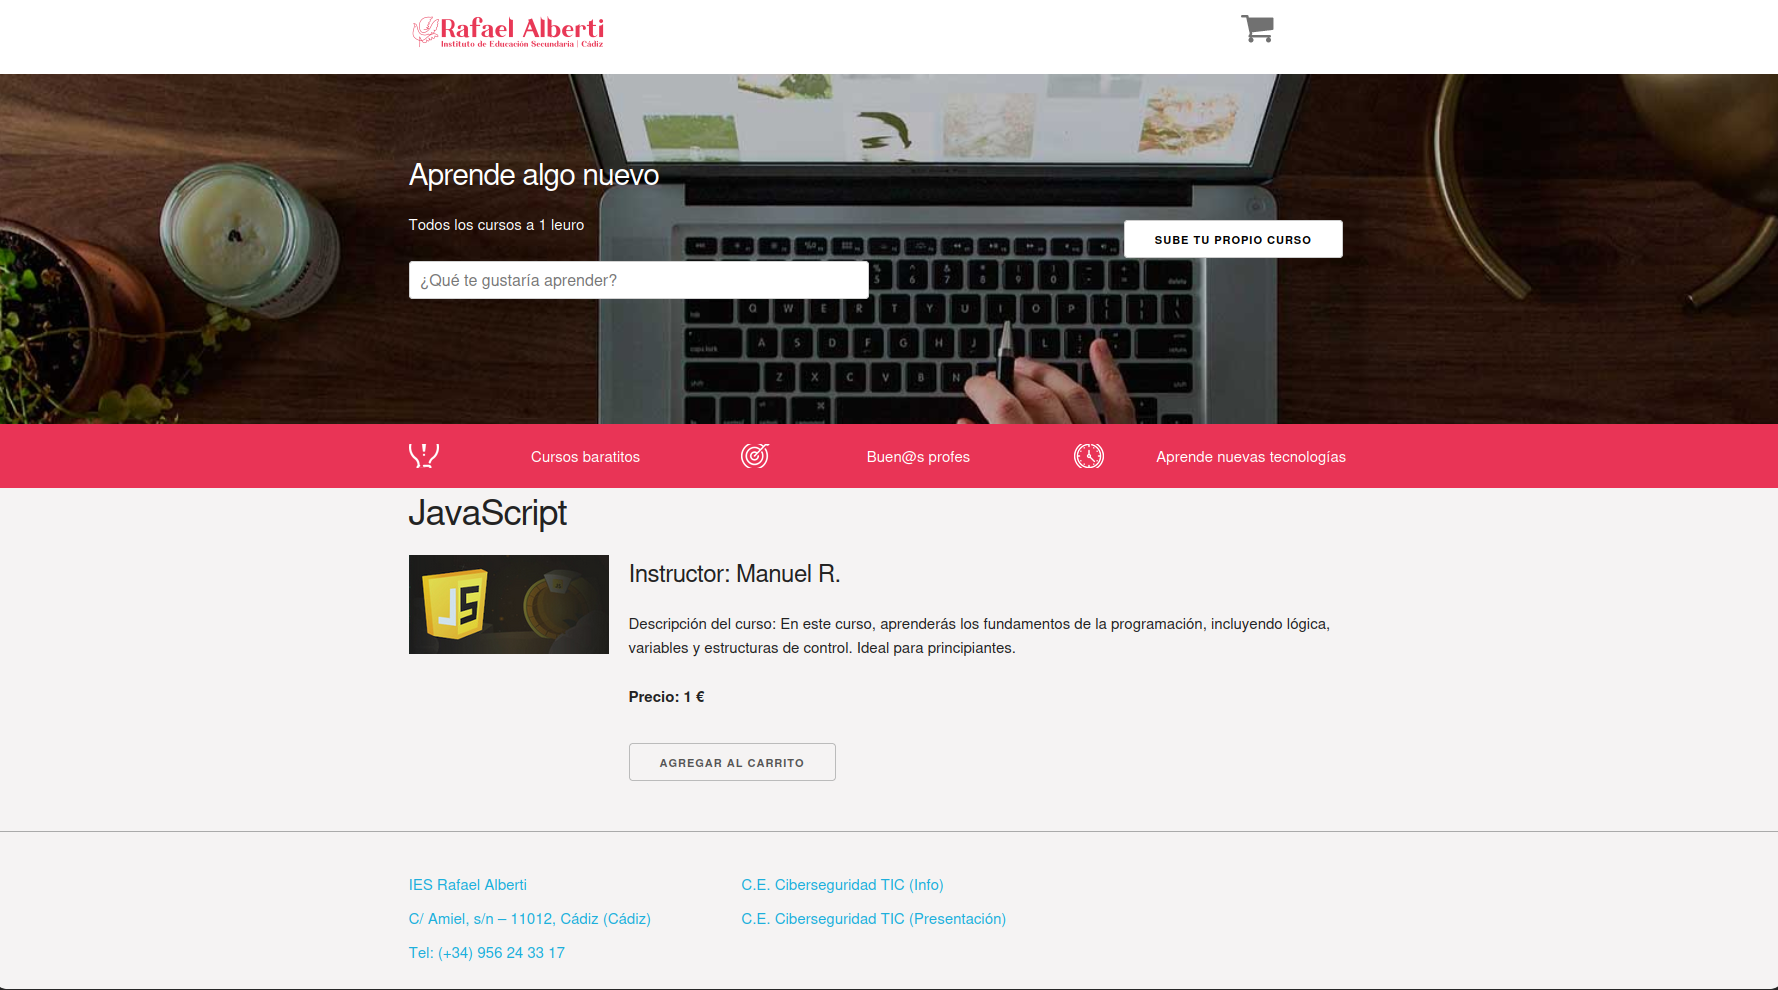 Rafael Alberti
Instituto de Educación Secundaria | Cádiz
Aprende algo nuevo
Todos los cursos a 1 leuro
SUBE TU PROPIO CURSO
¿Qué te gustaría aprender?
Q W E R T Y U I O P
A S D F G H J L
Z X C V B N
Cursos baratitos
Buen@s profes
Aprende nuevas tecnologías
JavaScript
JS
Instructor: Manuel R.
Descripción del curso: En este curso, aprenderás los fundamentos de la programación, incluyendo lógica,
variables y estructuras de control. Ideal para principiantes.
Precio: 1 €
AGREGAR AL CARRITO
IES Rafael Alberti
C/ Amiel, s/n – 11012, Cádiz (Cádiz)
Tel: (+34) 956 24 33 17
C.E. Ciberseguridad TIC (Info)
C.E. Ciberseguridad TIC (Presentación)